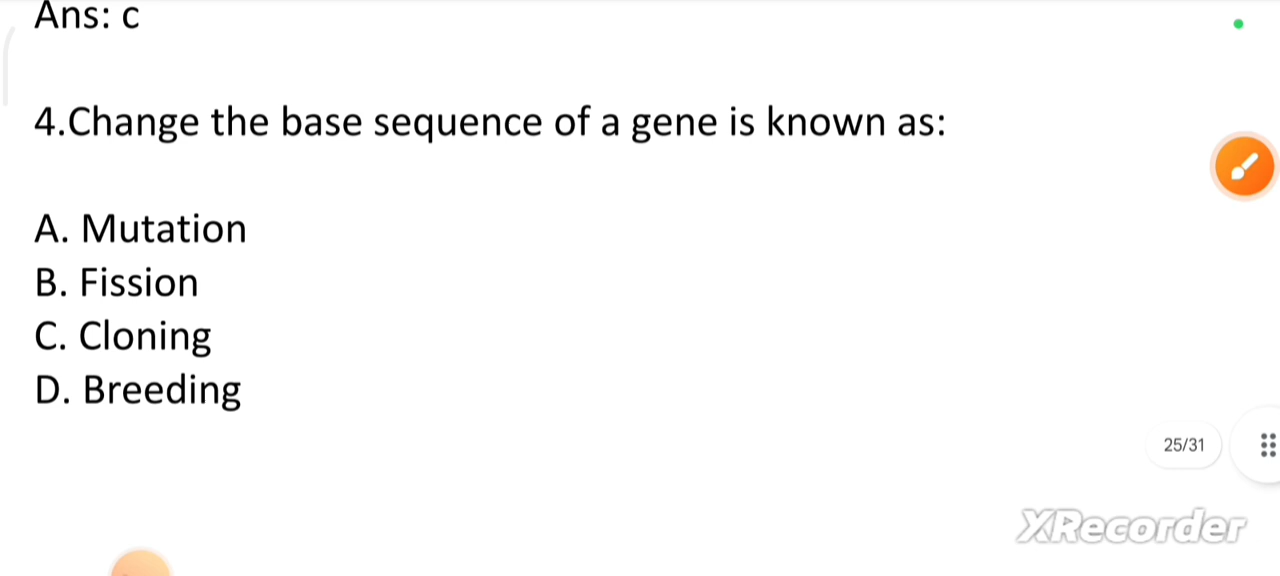 Ans: c
4.Change the base sequence of a gene is known as:
A. Mutation
B. Fission
C. Cloning
D. Breeding
25/31
XRecorder